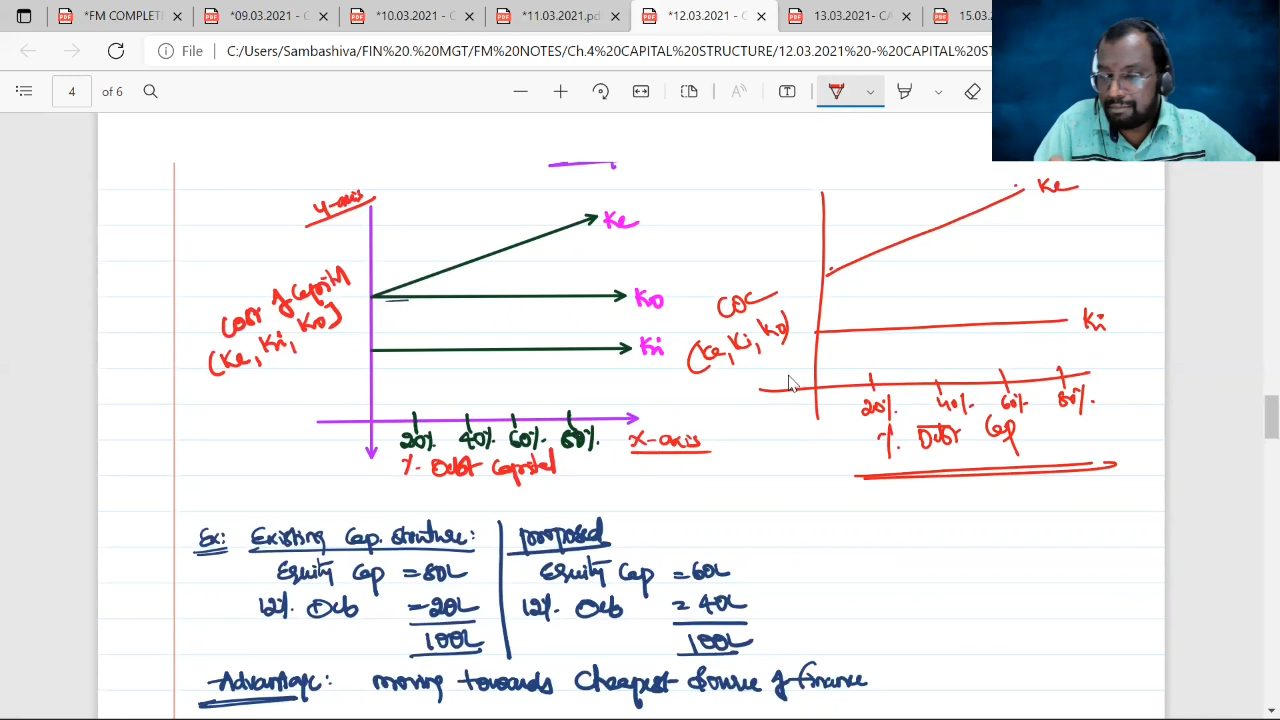 *FM COMPLETE
*09.03.2021 - C
*10.03.2021 - C
*11.03.2021.pd
*12.03.2021 - C
13.03.2021- CA
15.03
File
C:/Users/Sambashiva/FIN%20.%20MGT/FM%20NOTES/Ch.4%20CAPITAL%20STRUCTURE/12.03.2021%20-%20CAPITAL%20ST
4 of 6
Y-axis
Ke
Ko
Ki
Cost of Capital
(Ke, Ki, Ko)
20% 40% 60% 80%
X-axis
% Debt Capital
Ke
COC
(Ke, Ki, Ko)
Ki
20% 40% 60% 80%
% Debt Cap
Ex: Existing Cap. structure: proposed
Equity Cap = 80L Equity Cap = 60L
12% Deb = 20L 12% Deb = 40L
100L 100L
Advantage: moving towards Cheapest Source of finance